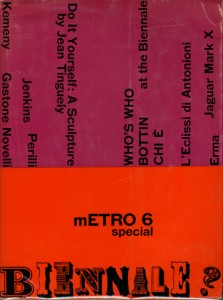 Jaguar Mark X Erma
L'Eclissi di Antonioni
CHI È
at the Biennale BOTTIN
WHO'S WHO
Do It Yourself: A Sculpture
by Jean Tinguely
Jenkins Perilli
Kemeny Gastone Novelli
mETRO 6
special
BIENNALE:?